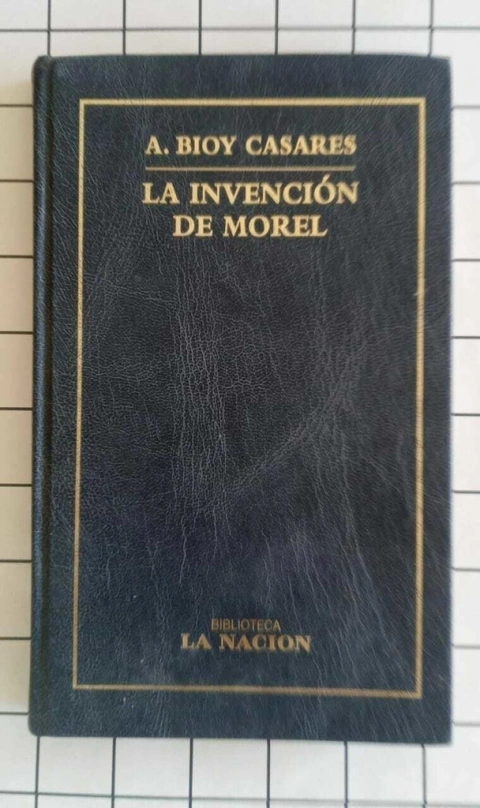 A. BIOY CASARES
LA INVENCIÓN
DE MOREL
BIBLIOTECA
LA NACION